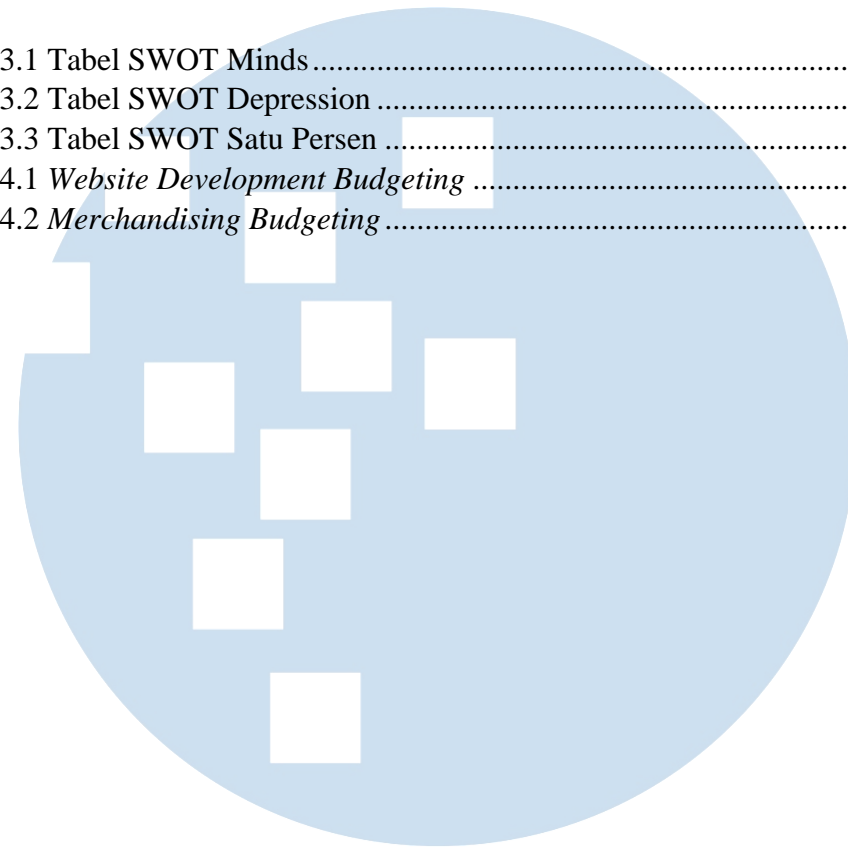 3.1 Tabel SWOT Minds........................................................................
3.2 Tabel SWOT Depression ................................................................
3.3 Tabel SWOT Satu Persen ...............................................................
4.1 Website Development Budgeting ....................................................
4.2 Merchandising Budgeting ...............................................................